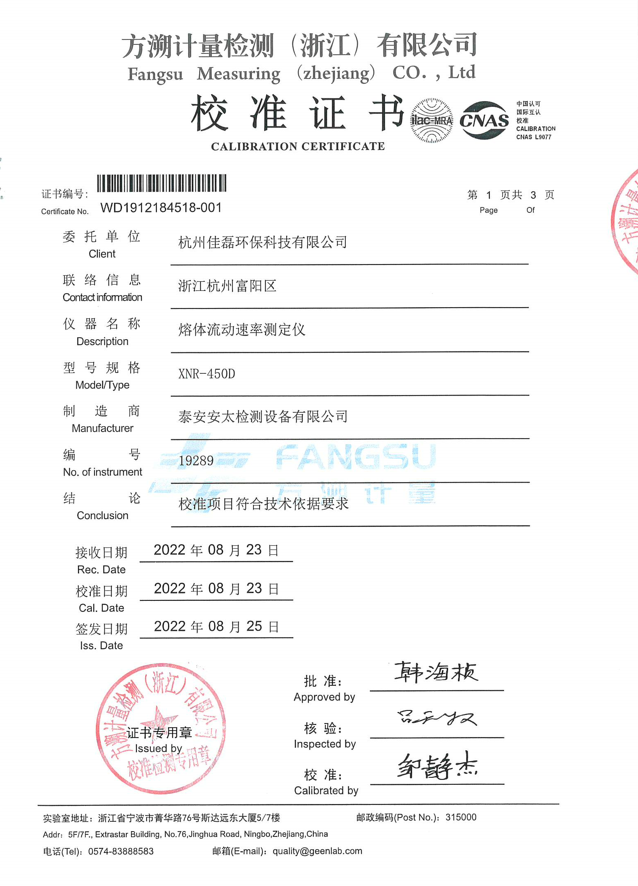 方溯计量检测（浙江）有限公司
Fangsu Measuring (zhejiang) CO. , Ltd
校准证书
CALIBRATION CERTIFICATE
ilac-MRA
CNAS
中国认可
国际互认
校准
CALIBRATION
CNAS L9077
证书编号:
Certificate No. WD1912184518-001
第 1 页共 3 页
Page Of
委托单位 杭州佳磊环保科技有限公司
Client
联络信息 浙江杭州富阳区
Contact information
仪器名称 熔体流动速率测定仪
Description
型号规格 XNR-450D
Model/Type
制造商 泰安安太检测设备有限公司
Manufacturer
编号 19289
No. of instrument
结论 校准项目符合技术依据要求
Conclusion
FANGSU
方溯计量
接收日期 2022 年 08 月 23 日
Rec. Date
校准日期 2022 年 08 月 23 日
Cal. Date
签发日期 2022 年 08 月 25 日
Iss. Date
方溯计量检测（浙江）有限公司
证书专用章
Issued by
校准检测专用章
批 准: 韩海桢
Approved by
核 验:
Inspected by
校 准: 邹静杰
Calibrated by
实验室地址：浙江省宁波市菁华路76号斯达远东大厦5/7楼 邮政编码(Post No.)：315000
Addr：5F/7F., Extrastar Building, No.76,Jinghua Road, Ningbo,Zhejiang,China
电话(Tel)：0574-83888583 邮箱(E-mail)：quality@geenlab.com